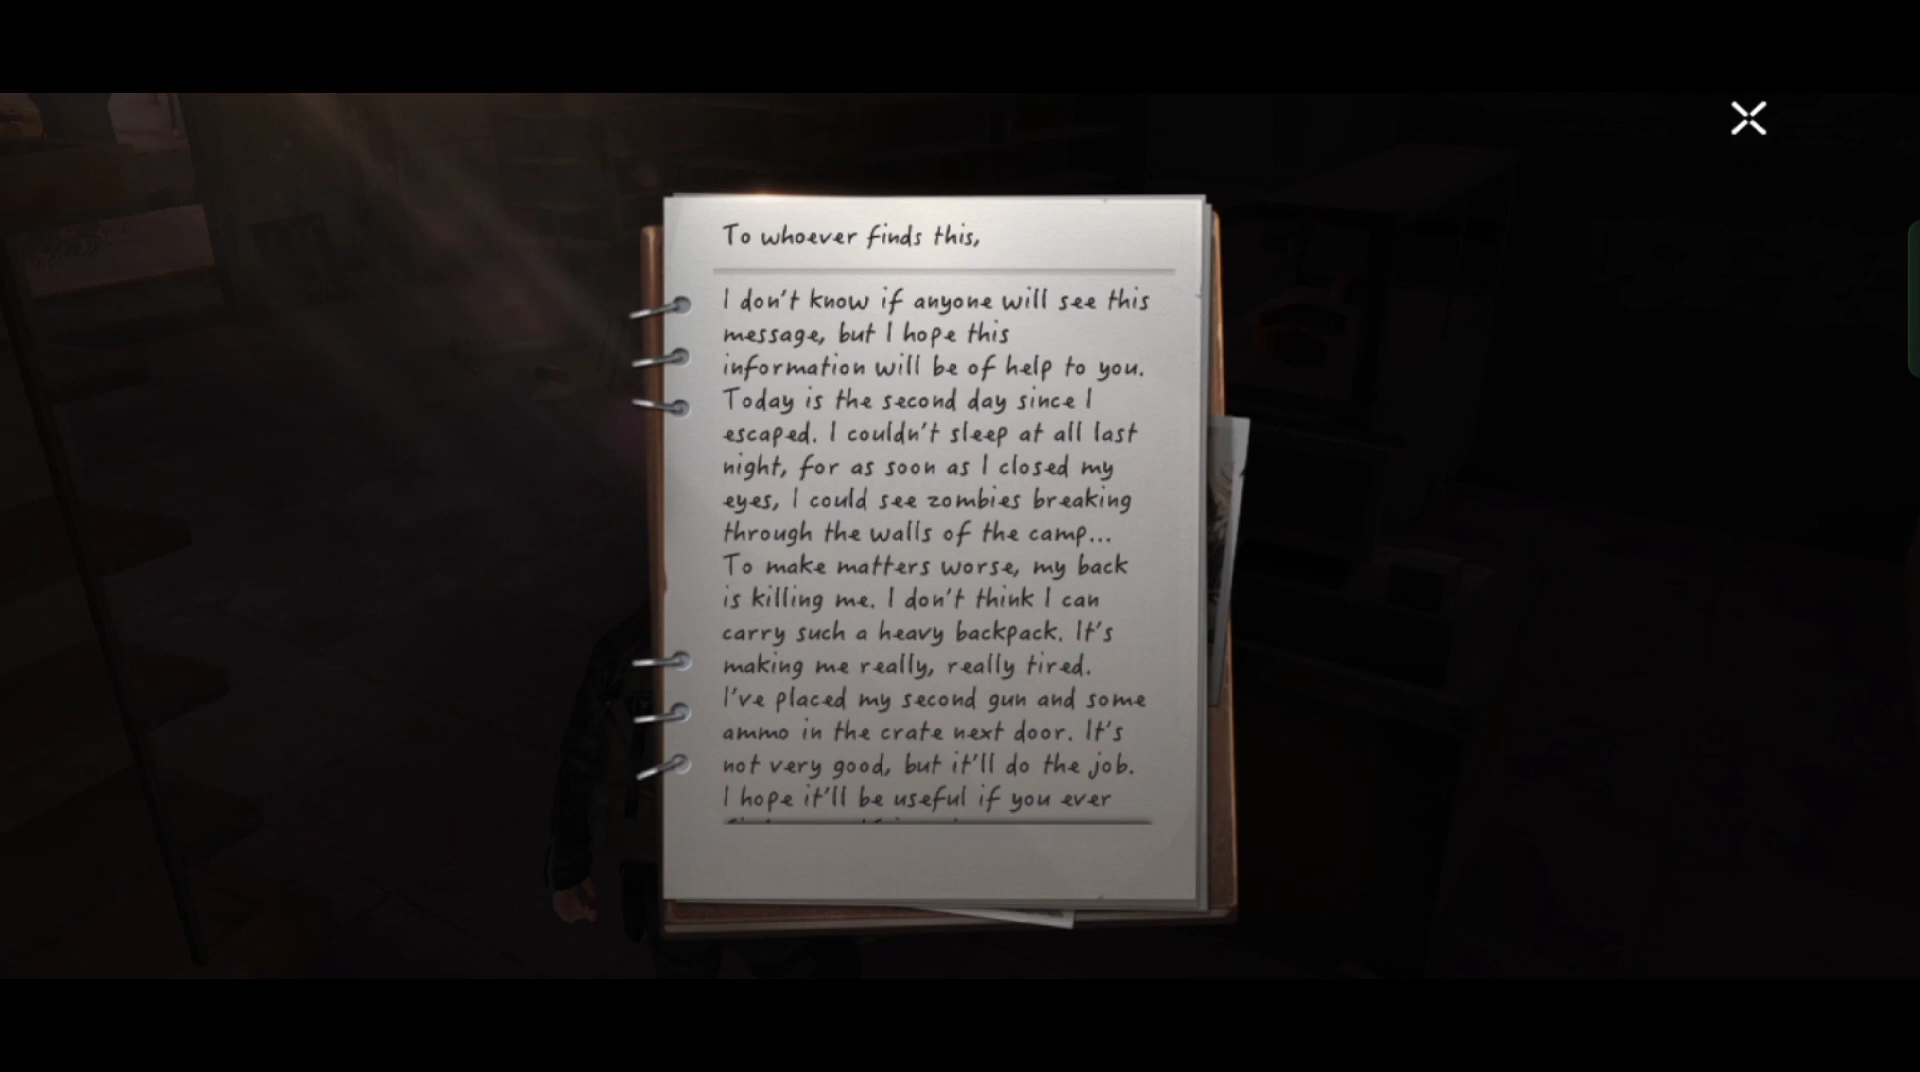 To whoever finds this,
I don't know if anyone will see this
message, but I hope this
information will be of help to you.
Today is the second day since I
escaped. I couldn't sleep at all last
night, for as soon as I closed my
eyes, I could see zombies breaking
through the walls of the camp...
To make matters worse, my back
is killing me. I don't think I can
carry such a heavy backpack. It's
making me really, really tired.
I've placed my second gun and some
ammo in the crate next door. It's
not very good, but it'll do the job.
I hope it'll be useful if you ever